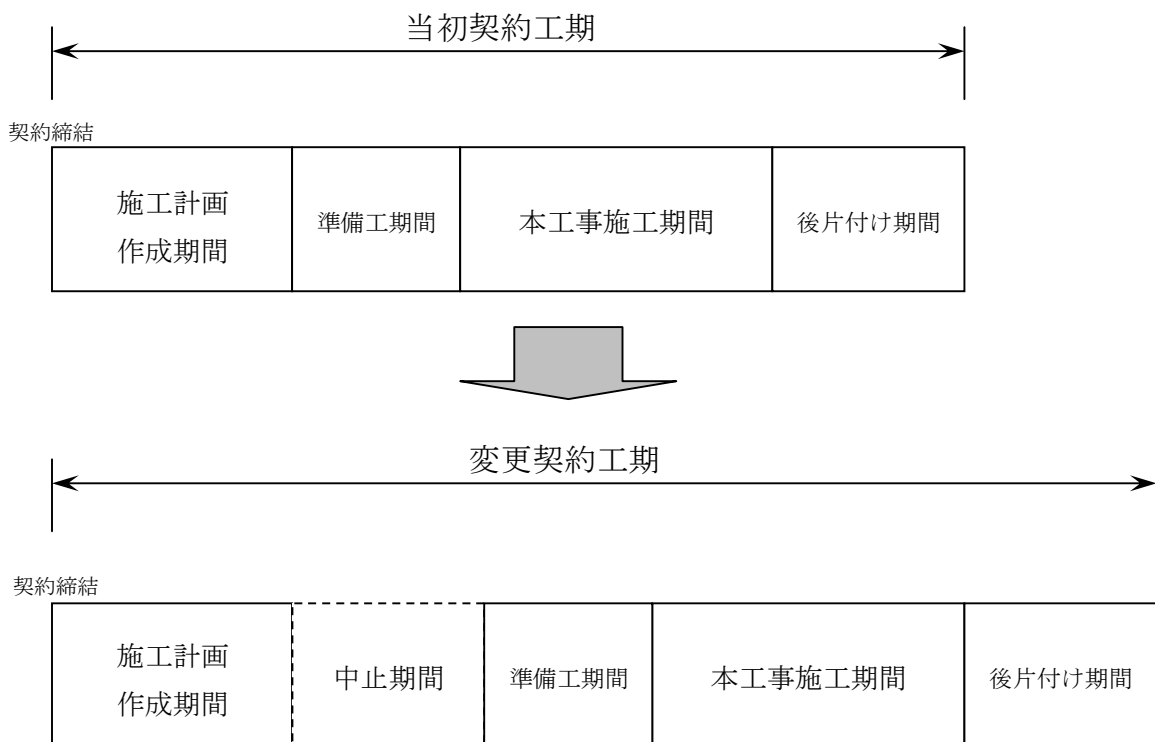 当初契約工期
契約締結
施工計画
作成期間
準備工期間
本工事施工期間
後片付け期間
変更契約工期
契約締結
施工計画
作成期間
中止期間
準備工期間
本工事施工期間
後片付け期間